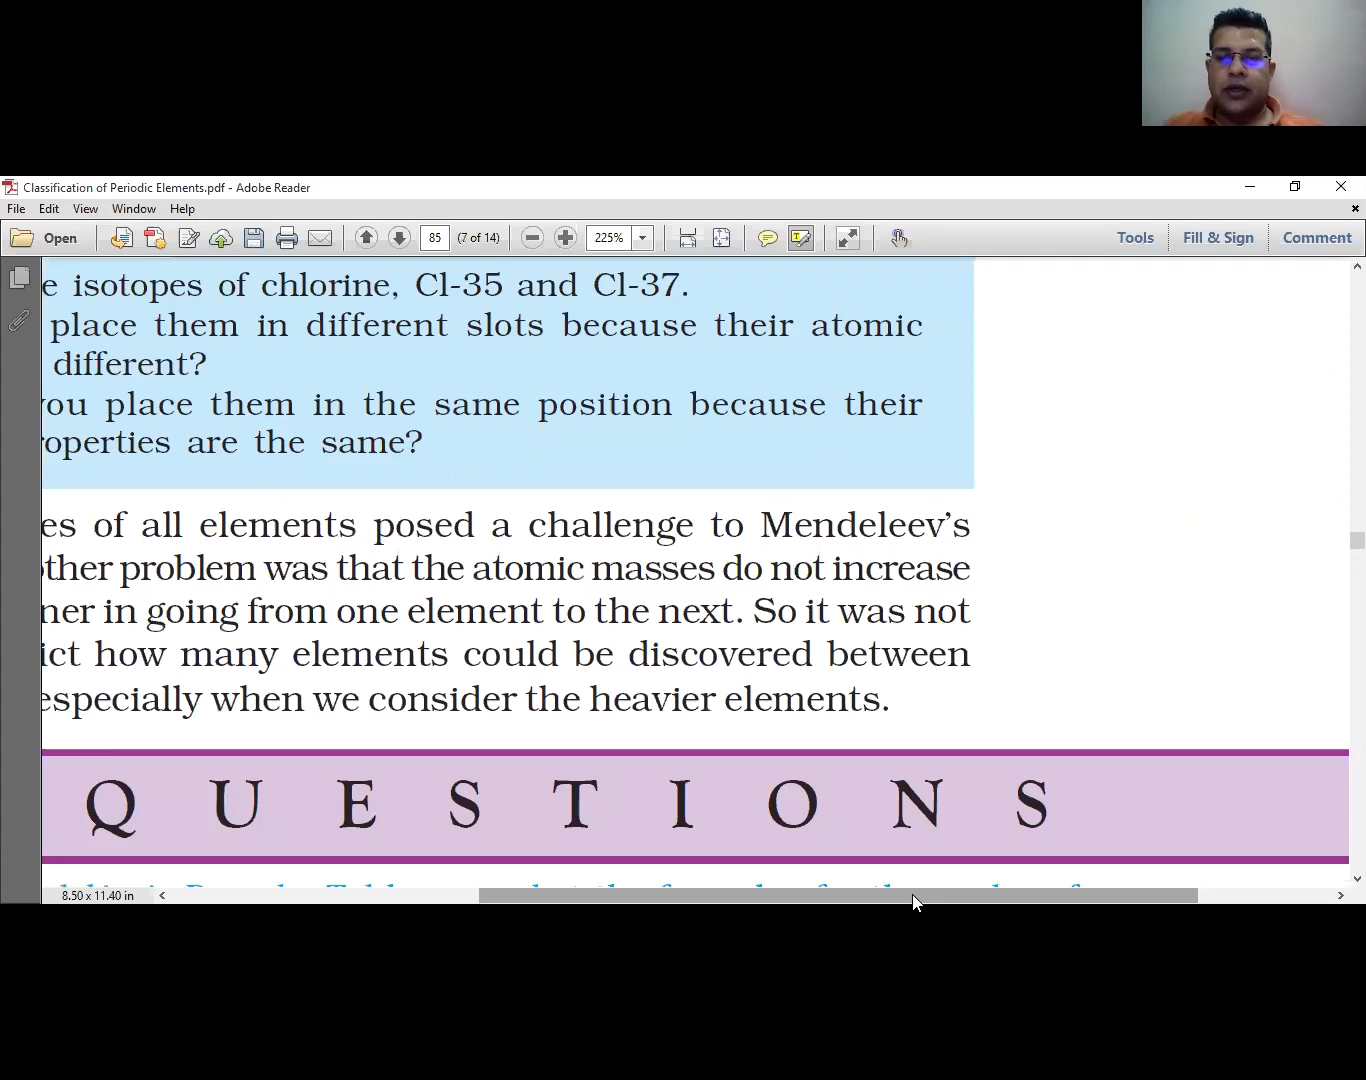 Classification of Periodic Elements.pdf - Adobe Reader
File Edit View Window Help
Open 85 (7 of 14) 225% Tools Fill & Sign Comment
e isotopes of chlorine, Cl-35 and Cl-37.
place them in different slots because their atomic
different?
you place them in the same position because their
roperties are the same?
es of all elements posed a challenge to Mendeleev's
other problem was that the atomic masses do not increase
ner in going from one element to the next. So it was not
ict how many elements could be discovered between
especially when we consider the heavier elements.
QUESTIONS
8.50 x 11.40 in